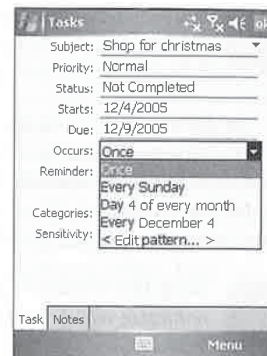 Tasks ok
Subject: Shop for christmas
Priority: Normal
Status: Not Completed
Starts: 12/4/2005
Due: 12/9/2005
Occurs: Once
Reminder: Once
Every Sunday
Categories: Day 4 of every month
Sensitivity: Every December 4
< Edit pattern... >
Task Notes
Menu